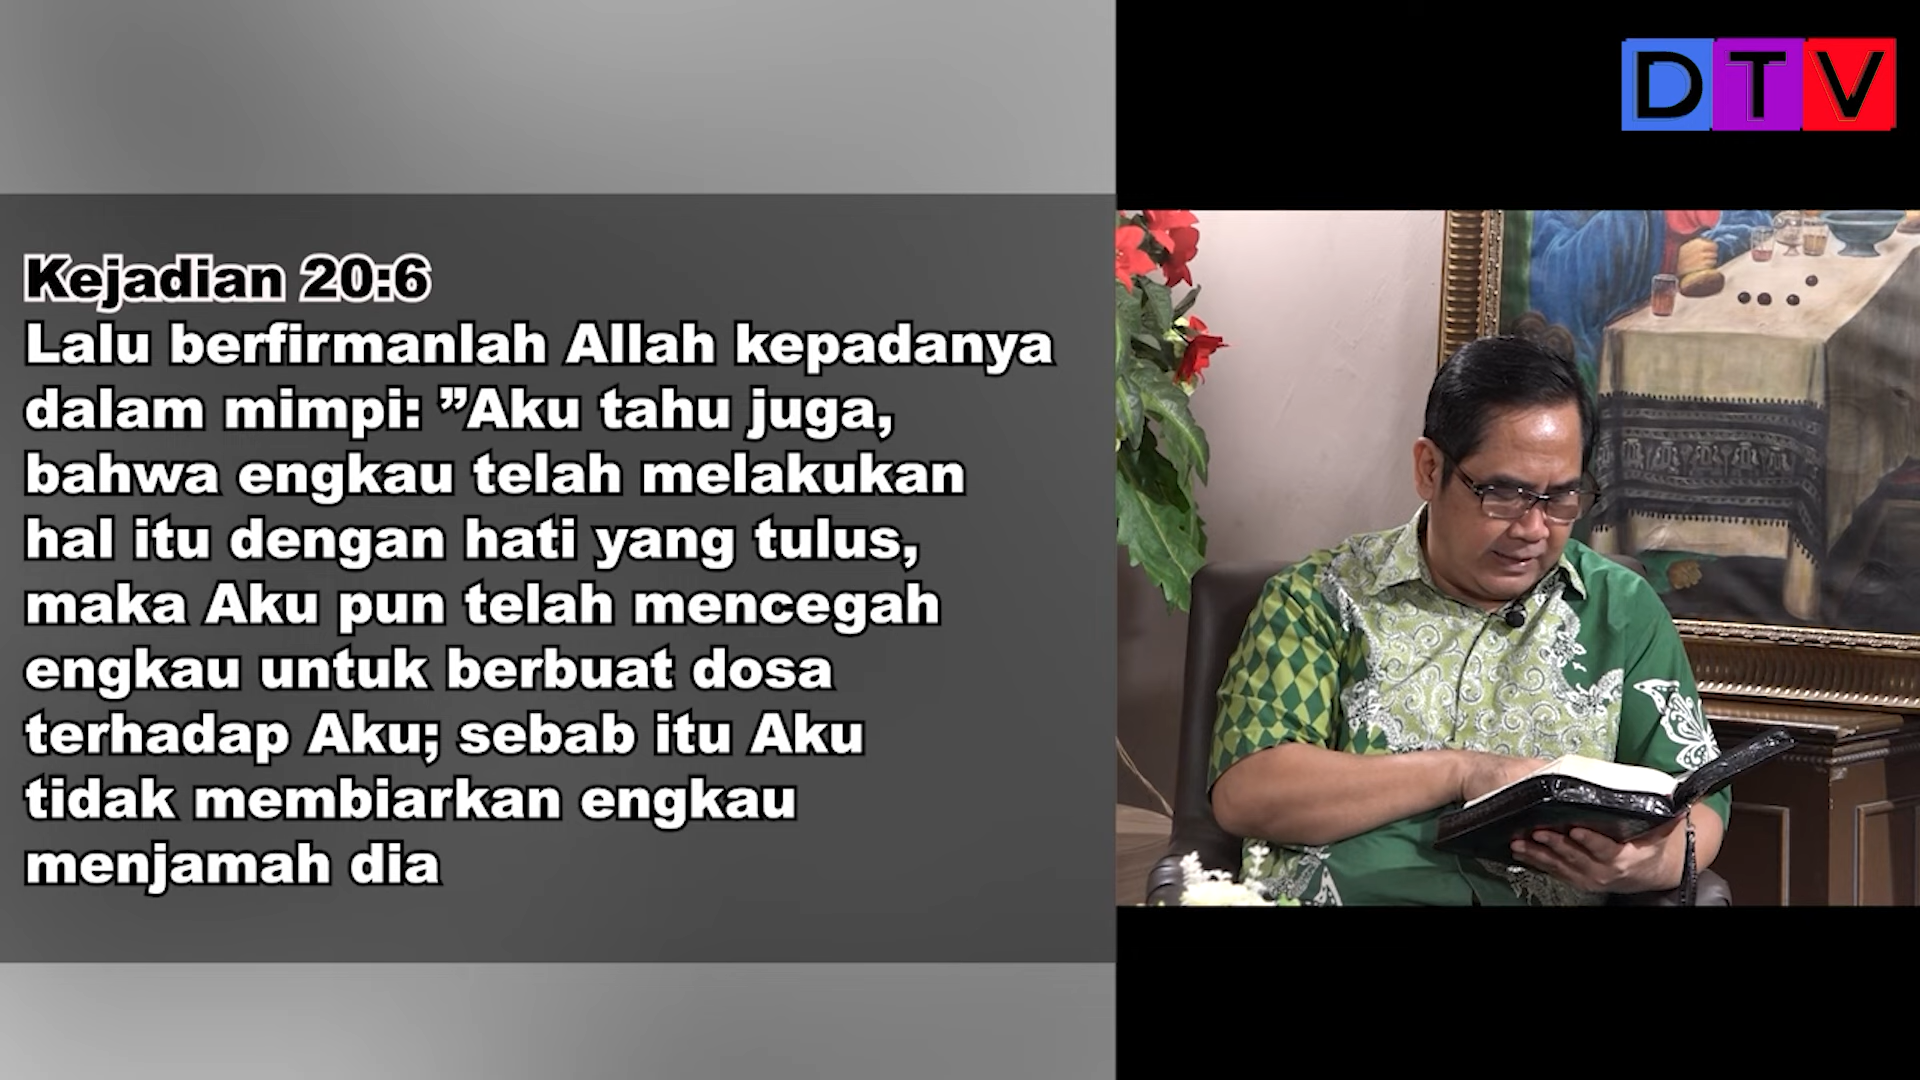 Kejadian 20:6
Lalu berfirmanlah Allah kepadanya
dalam mimpi: ”Aku tahu juga,
bahwa engkau telah melakukan
hal itu dengan hati yang tulus,
maka Aku pun telah mencegah
engkau untuk berbuat dosa
terhadap Aku; sebab itu Aku
tidak membiarkan engkau
menjamah dia
DTV